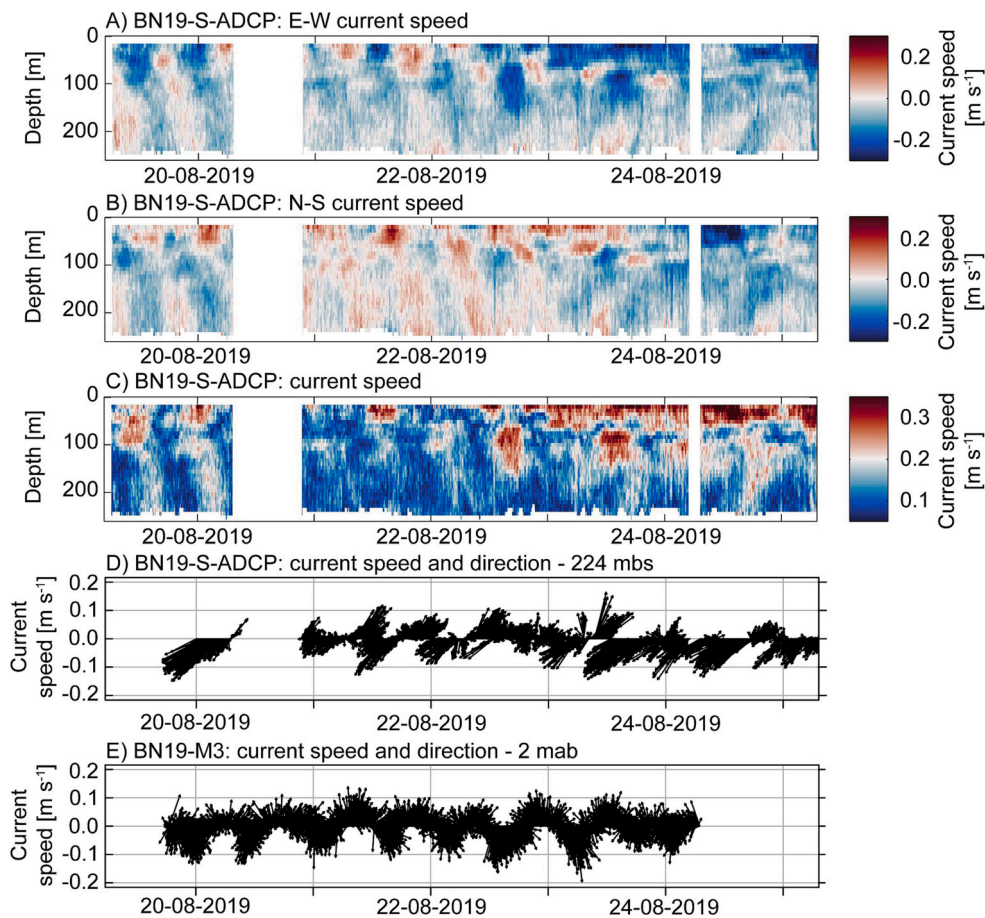 A) BN19-S-ADCP: E-W current speed
0
100
200
Depth [m]
20-08-2019
22-08-2019
24-08-2019
0.2
0.0
-0.2
Current speed
[m s-1]
B) BN19-S-ADCP: N-S current speed
0
100
200
Depth [m]
20-08-2019
22-08-2019
24-08-2019
0.2
0.0
-0.2
Current speed
[m s-1]
C) BN19-S-ADCP: current speed
0
100
200
Depth [m]
20-08-2019
22-08-2019
24-08-2019
0.3
0.2
0.1
Current speed
[m s-1]
D) BN19-S-ADCP: current speed and direction - 224 mbs
0.2
0.1
0.0
-0.1
-0.2
Current
speed [m s-1]
20-08-2019
22-08-2019
24-08-2019
E) BN19-M3: current speed and direction - 2 mab
0.2
0.1
0.0
-0.1
-0.2
Current
speed [m s-1]
20-08-2019
22-08-2019
24-08-2019